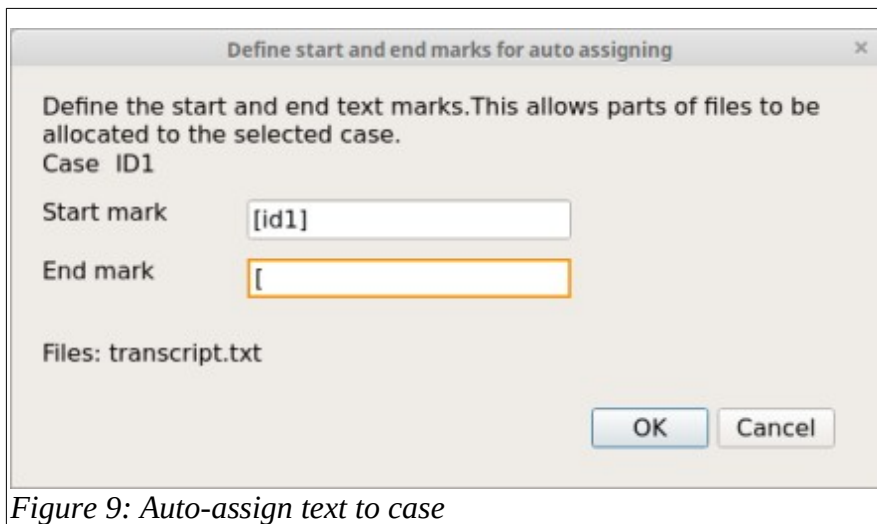 Define start and end marks for auto assigning
Define the start and end text marks.This allows parts of files to be
allocated to the selected case.
Case ID1
Start mark [id1]
End mark [
Files: transcript.txt
OK Cancel
Figure 9: Auto-assign text to case